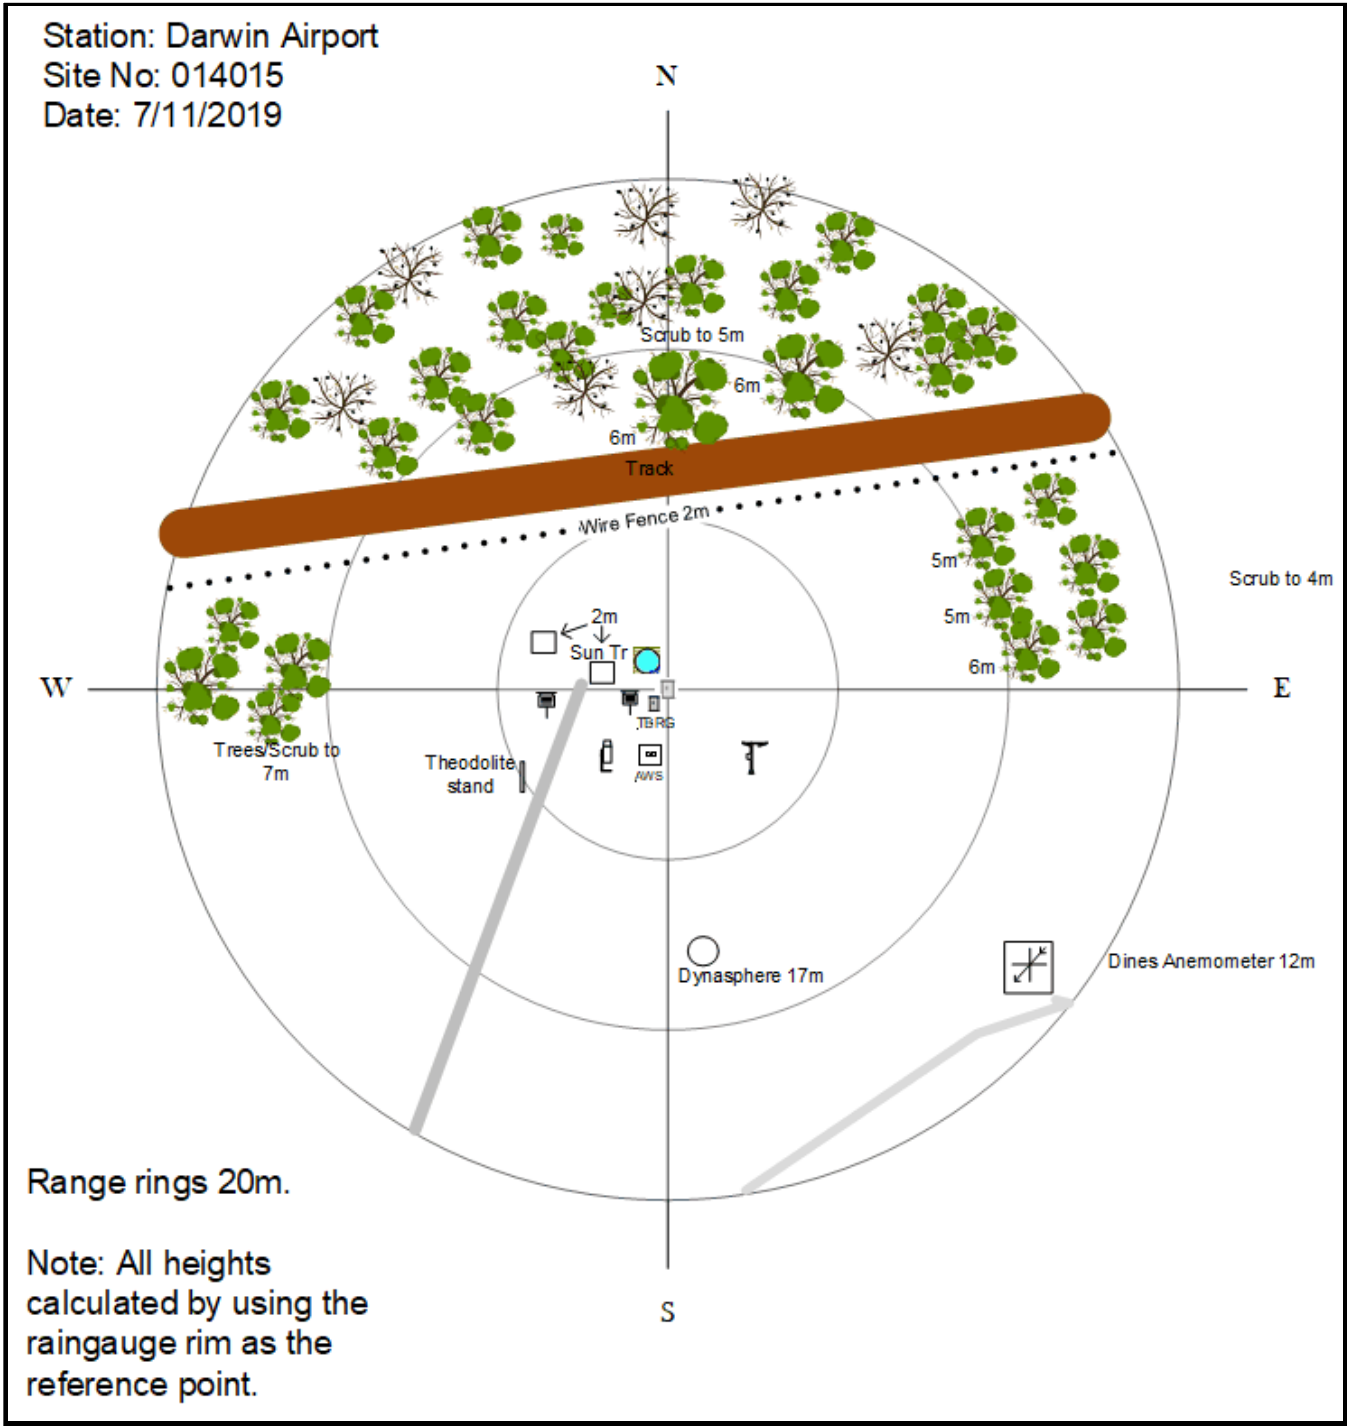 Station: Darwin Airport
Site No: 014015
Date: 7/11/2019
N
Scrub to 5m
6m
6m
Track
Wire Fence 2m
5m
Scrub to 4m
2m
5m
Sun Tr
6m
W
E
TBRG
Trees/Scrub to
7m
Theodolite
stand
AWS
Dynasphere 17m
Dines Anemometer 12m
Range rings 20m.
Note: All heights
calculated by using the
raingauge rim as the
reference point.
S